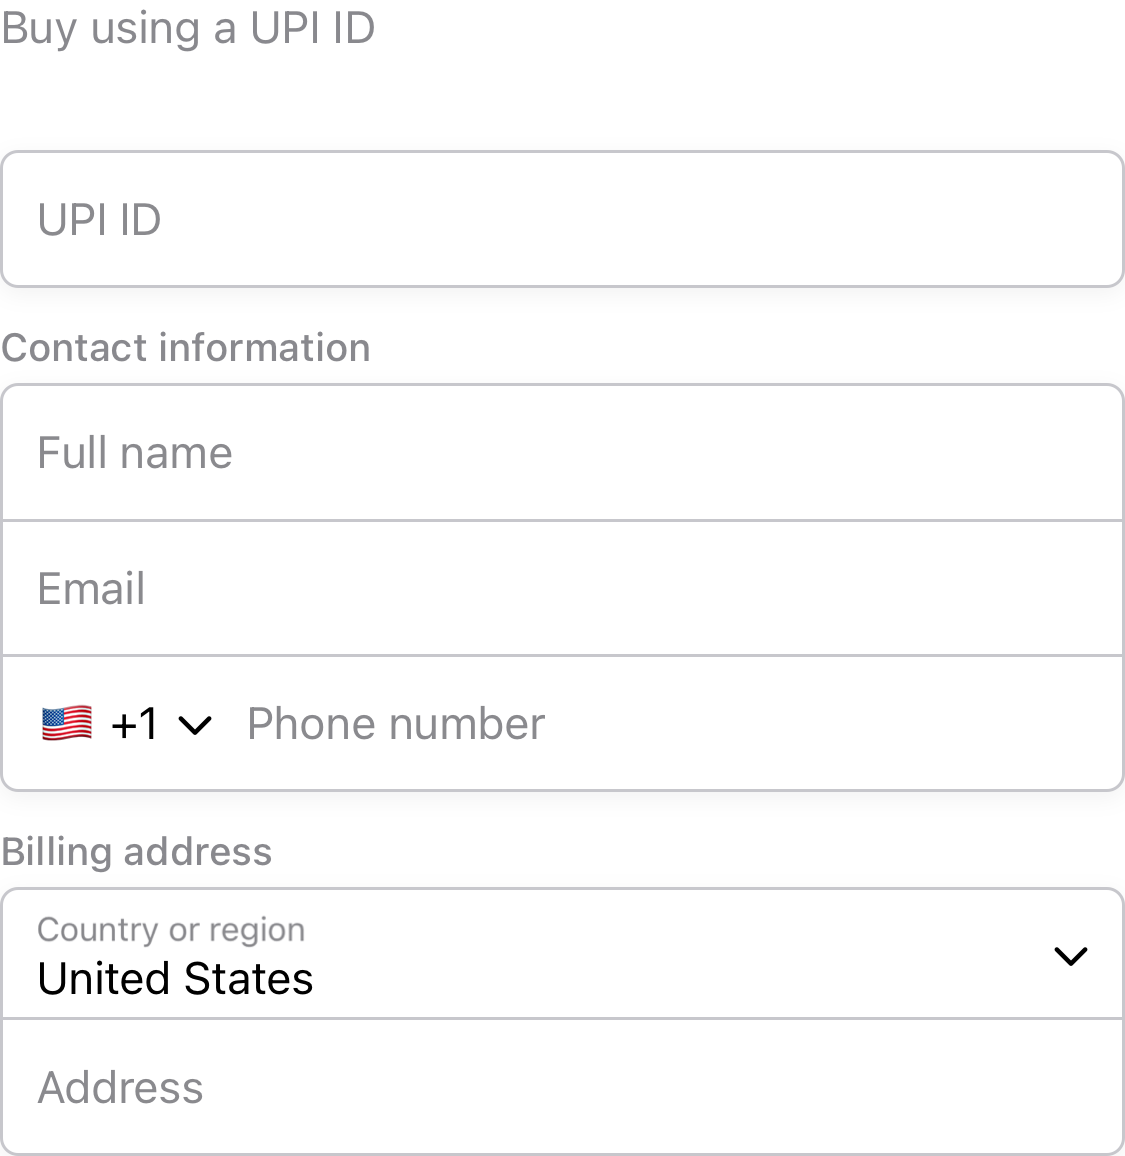 Buy using a UPI ID
UPI ID
Contact information
Full name
Email
🇺🇸 +1 Phone number
Billing address
Country or region
United States
Address